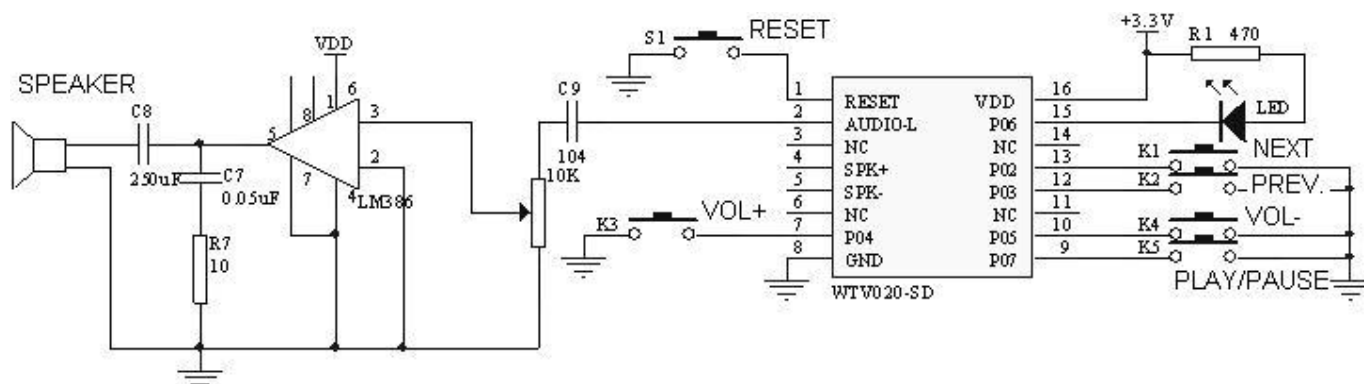 SPEAKER
C8
250uF
C7
0.05uF
R7
10
VDD
6
1
8
5
3
2
7
4
LM386
C9
104
10K
S1
RESET
K3
VOL+
1
2
3
4
5
6
7
8
RESET
AUDIO-L
NC
SPK+
SPK-
NC
P04
GND
VDD
P06
NC
P02
P03
NC
P05
P07
16
15
14
13
12
11
10
9
WTV020-SD
+3.3V
R1 470
LED
K1
NEXT
K2
PREV.
K4
VOL-
K5
PLAY/PAUSE